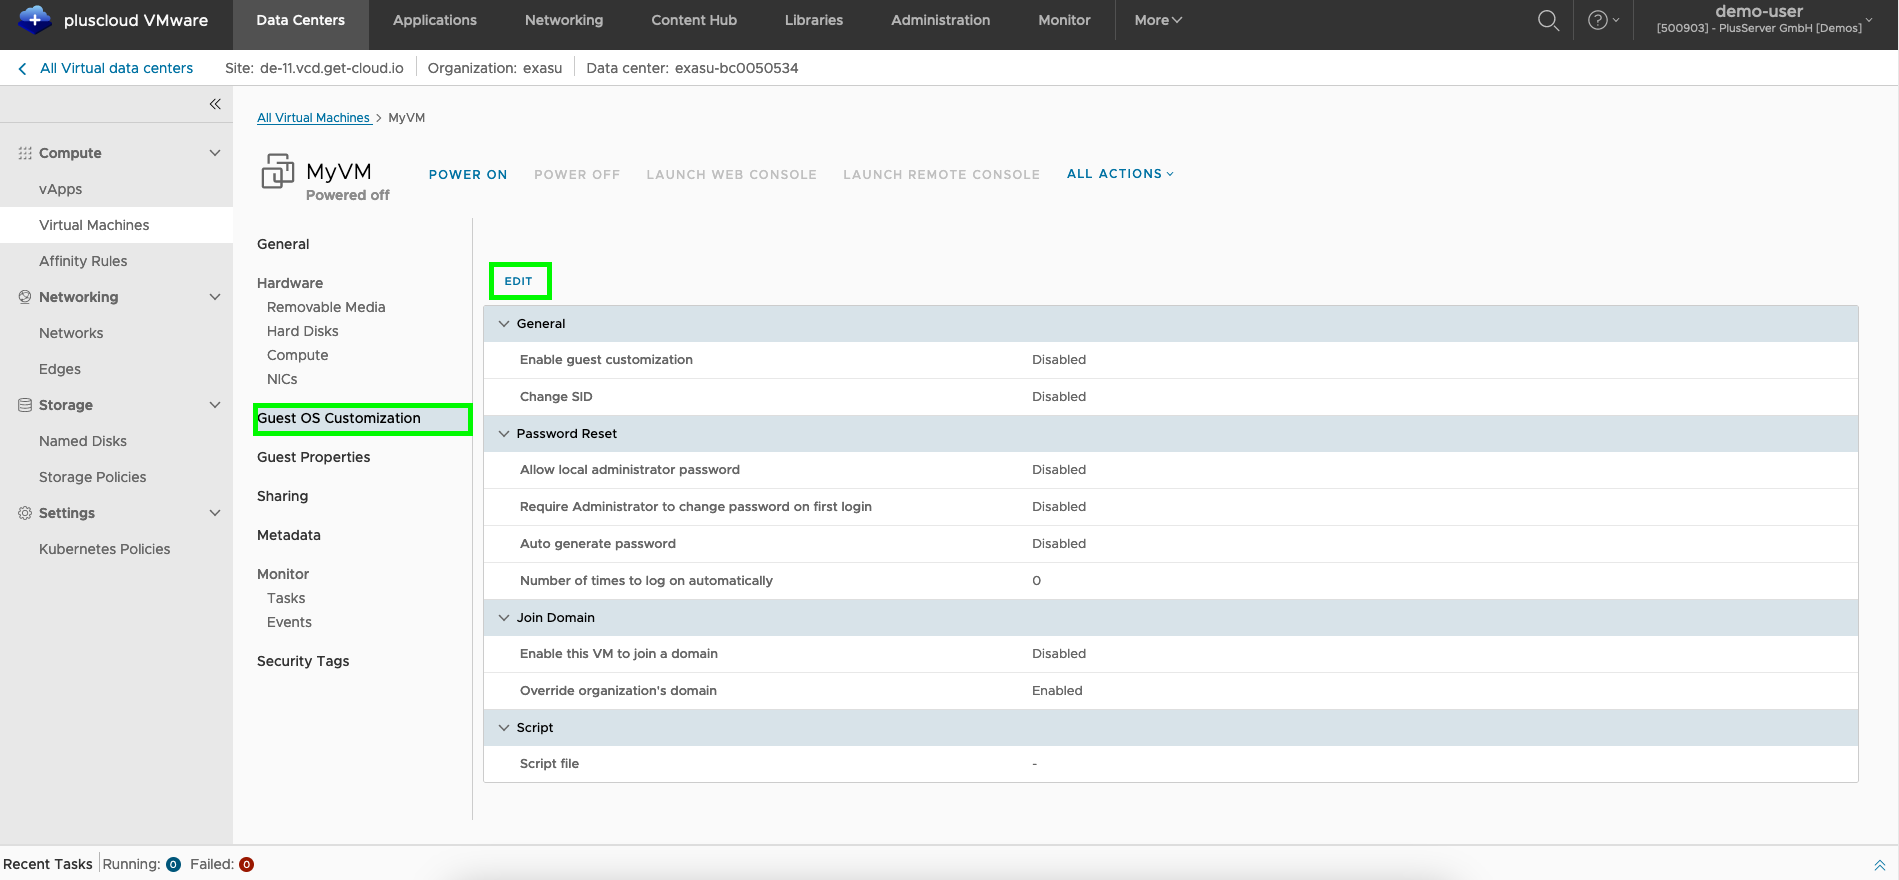 pluscloud VMware
Data Centers
Applications
Networking
Content Hub
Libraries
Administration
Monitor
More
?
demo-user
[500903] - PlusServer GmbH [Demos]
All Virtual data centers
Site: de-11.vcd.get-cloud.io
Organization: exasu
Data center: exasu-bc0050534
Compute
vApps
Virtual Machines
Affinity Rules
Networking
Networks
Edges
Storage
Named Disks
Storage Policies
Settings
Kubernetes Policies
All Virtual Machines > MyVM
MyVM
Powered off
POWER ON
POWER OFF
LAUNCH WEB CONSOLE
LAUNCH REMOTE CONSOLE
ALL ACTIONS
General
Hardware
Removable Media
Hard Disks
Compute
NICs
Guest OS Customization
Guest Properties
Sharing
Metadata
Monitor
Tasks
Events
Security Tags
EDIT
General
Enable guest customization Disabled
Change SID Disabled
Password Reset
Allow local administrator password Disabled
Require Administrator to change password on first login Disabled
Auto generate password Disabled
Number of times to log on automatically 0
Join Domain
Enable this VM to join a domain Disabled
Override organization's domain Enabled
Script
Script file -
Recent Tasks Running: 0 Failed: 0